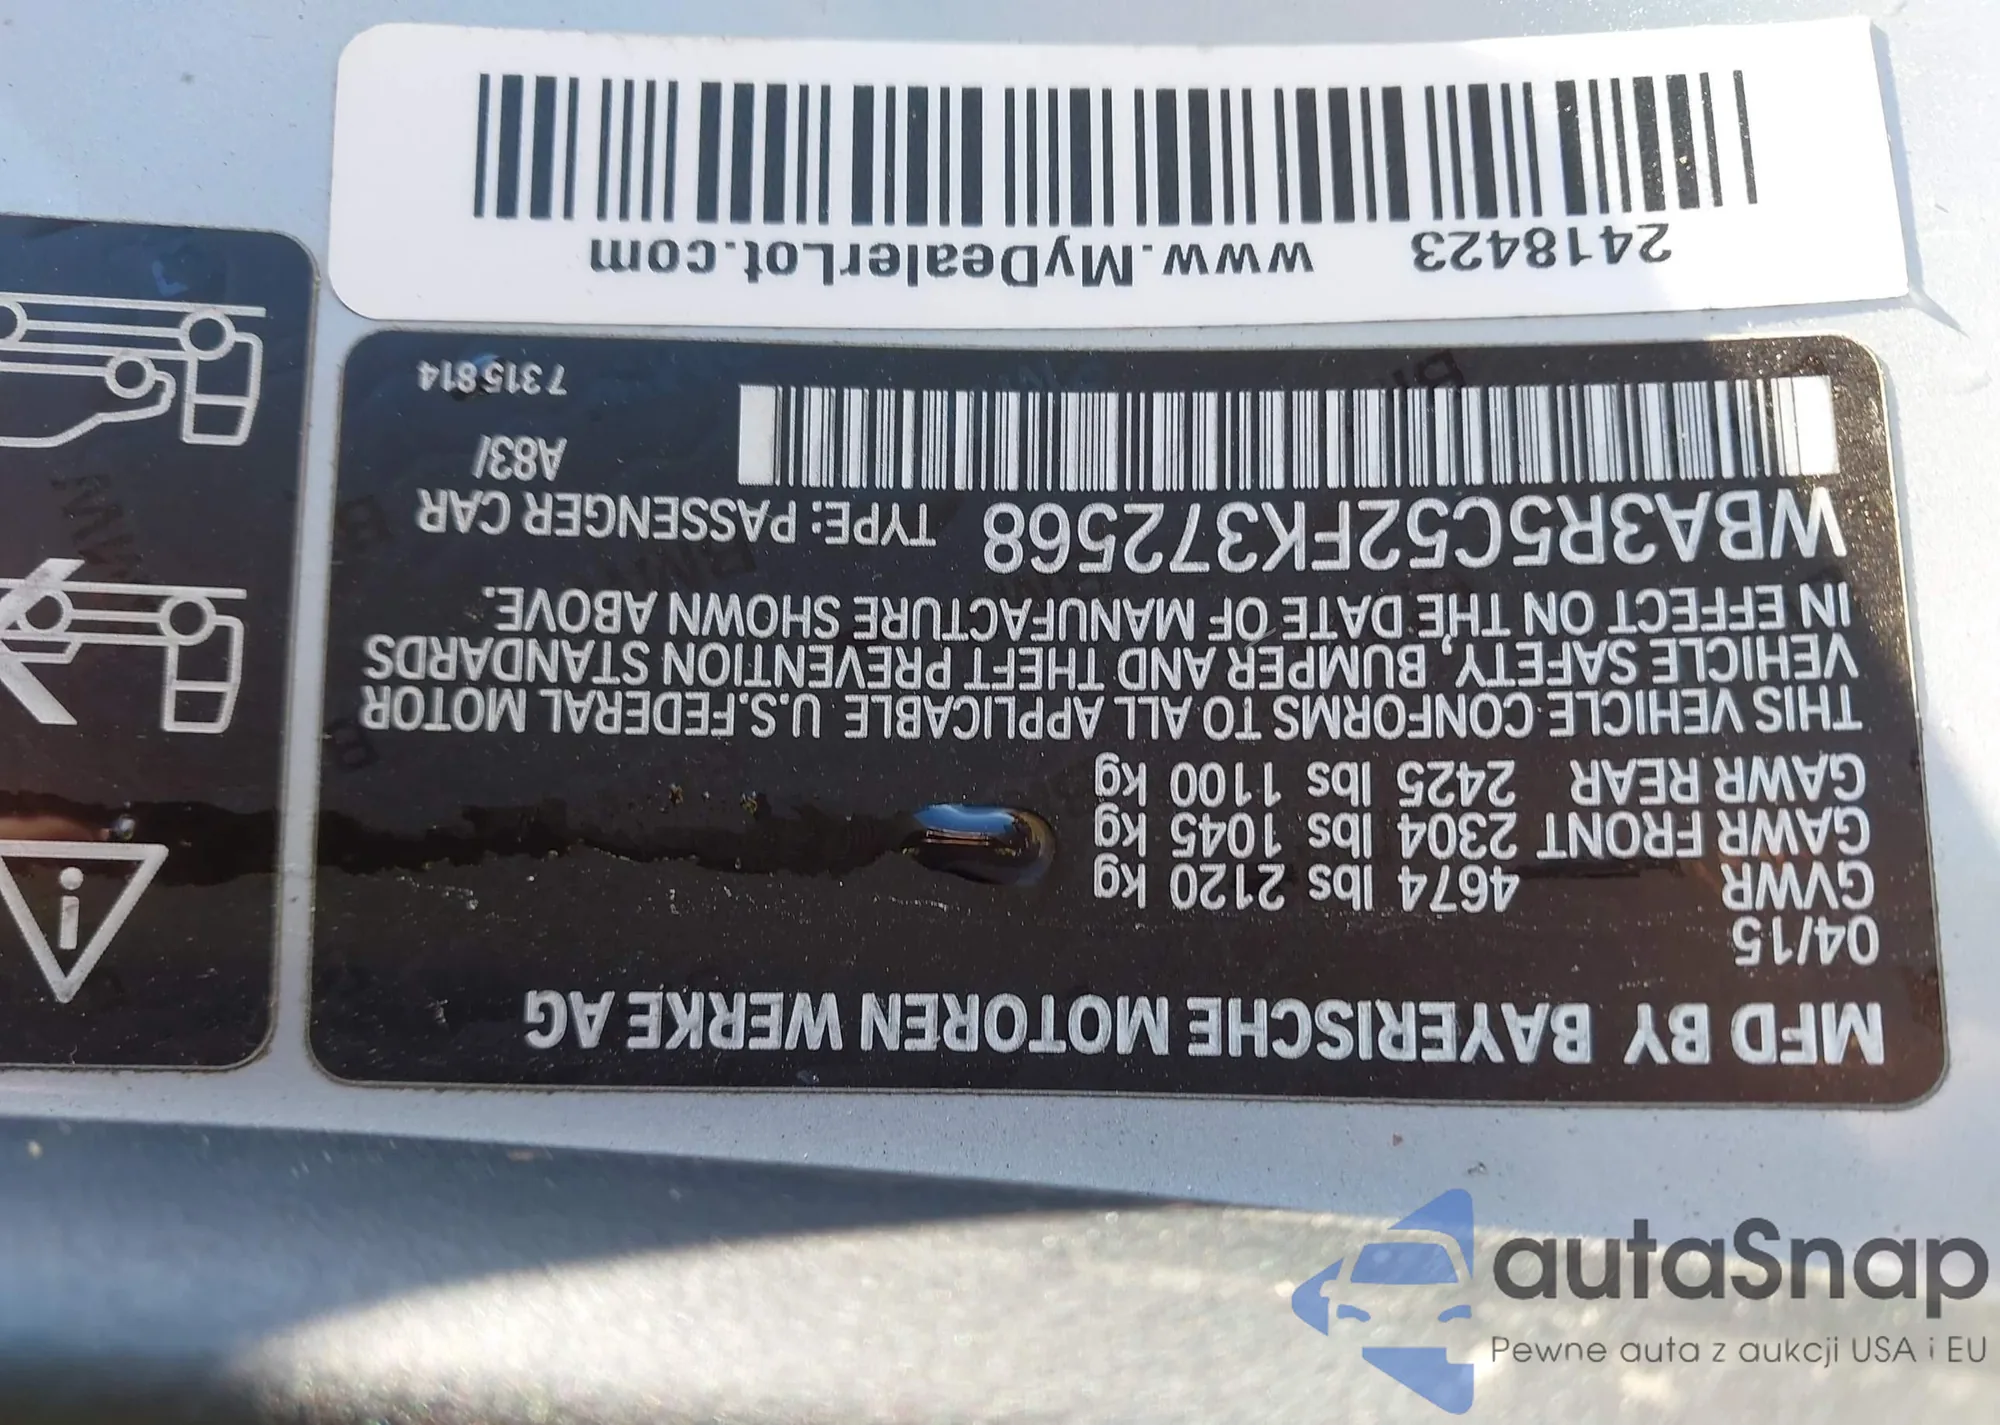 MFD BY BAYERISCHE MOTOREN WERKE AG
04/15
GVWR 4674 lbs 2120 kg
GAWR FRONT 2304 lbs 1045 kg
GAWR REAR 2425 lbs 1100 kg
THIS VEHICLE CONFORMS TO ALL APPLICABLE U.S.FEDERAL MOTOR
VEHICLE SAFETY, BUMPER AND THEFT PREVENTION STANDARDS
IN EFFECT ON THE DATE OF MANUFACTURE SHOWN ABOVE.
WBA3R5C52FK372568 TYPE: PASSENGER CAR
A83/
7315814
2418423 www.MyDealerLot.com
autaSnap
Pewne auta z aukcji USA i EU